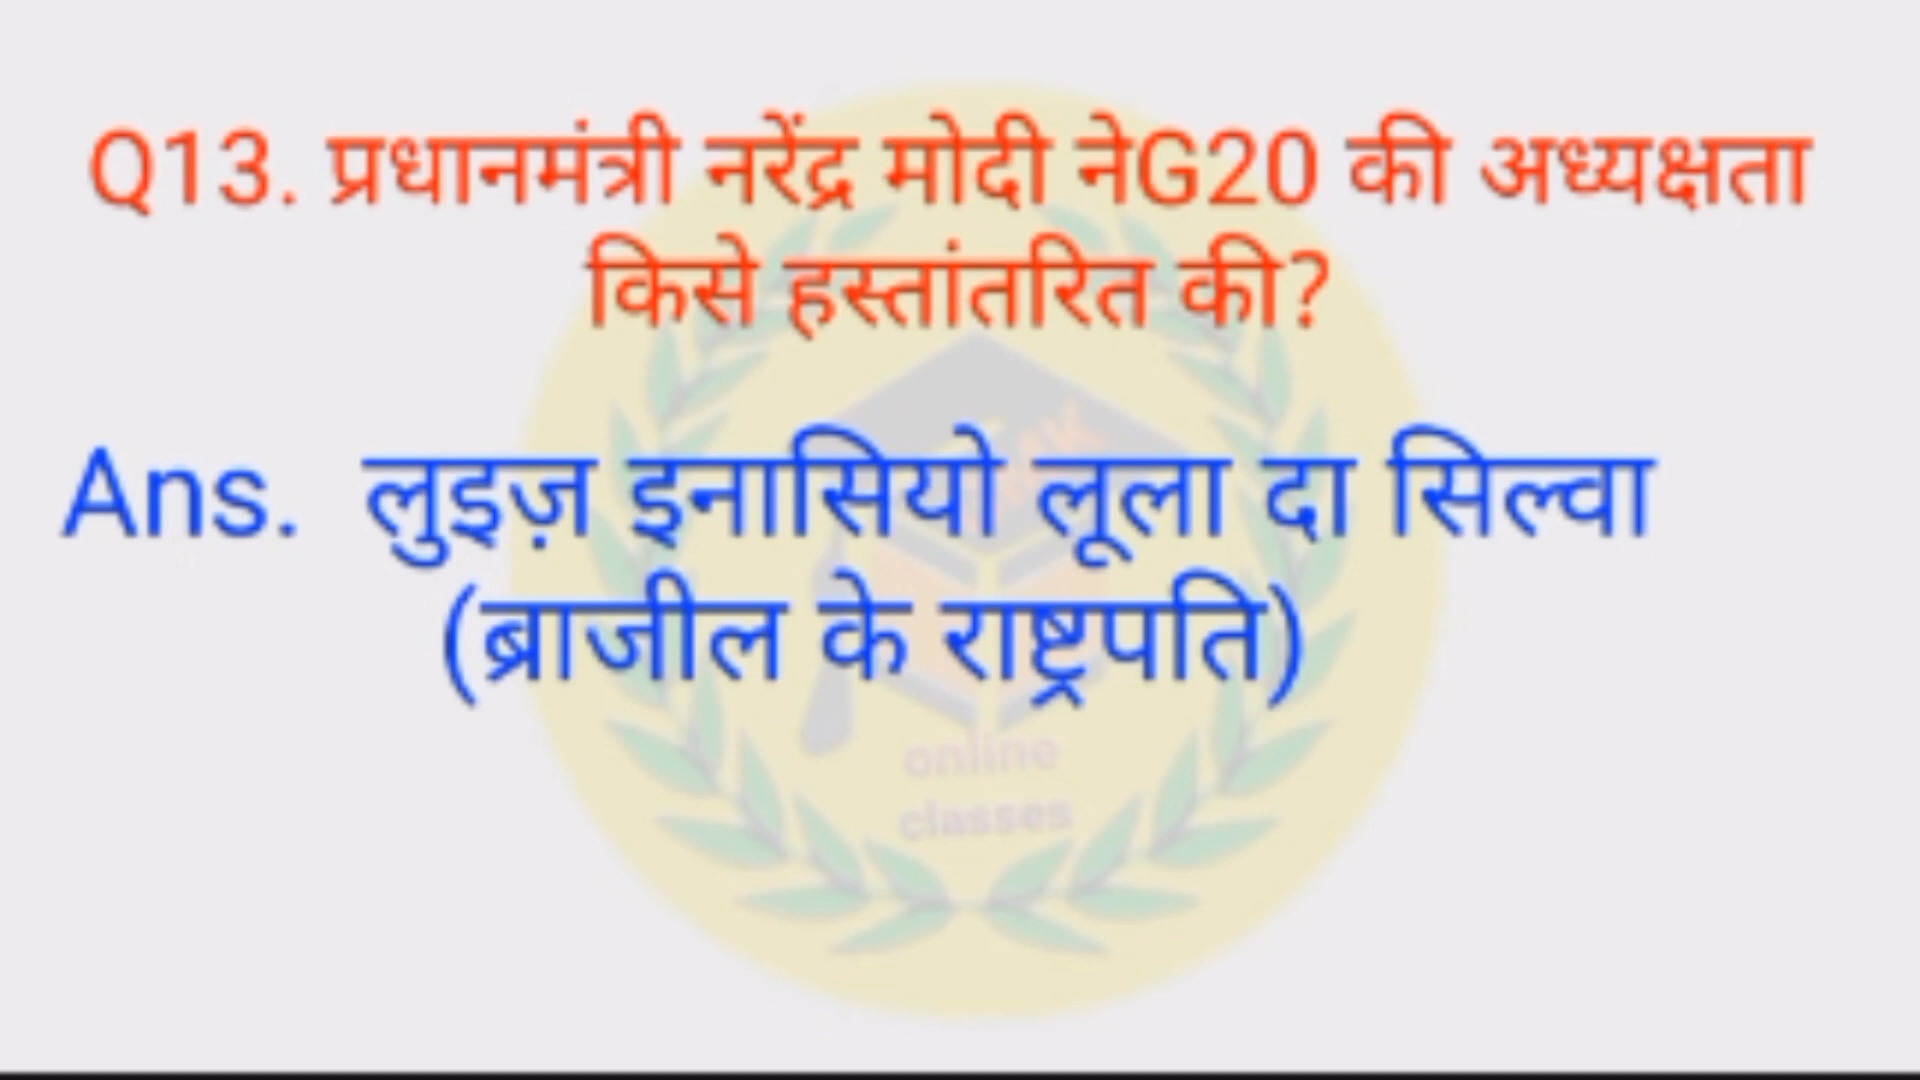 Q13. प्रधानमंत्री नरेंद्र मोदी नेG20 की अध्यक्षता
किसे हस्तांतरित की?
Ans. लुइज़ इनासियो लूला दा सिल्वा
(ब्राजील के राष्ट्रपति)
online
classes